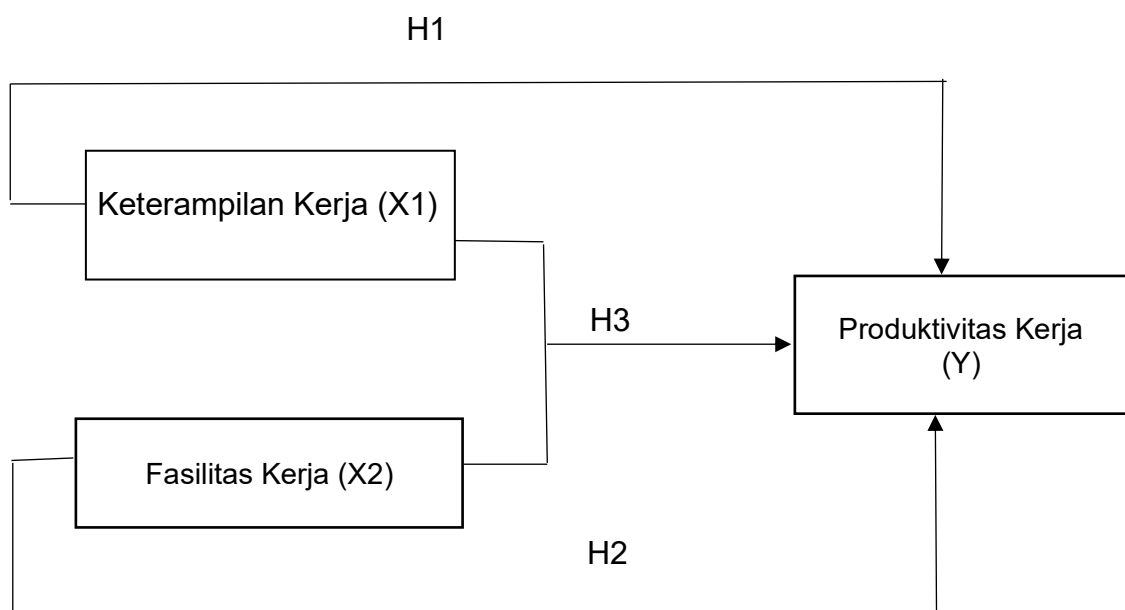 H1
Keterampilan Kerja (X1)
H3
Produktivitas Kerja
(Y)
Fasilitas Kerja (X2)
H2